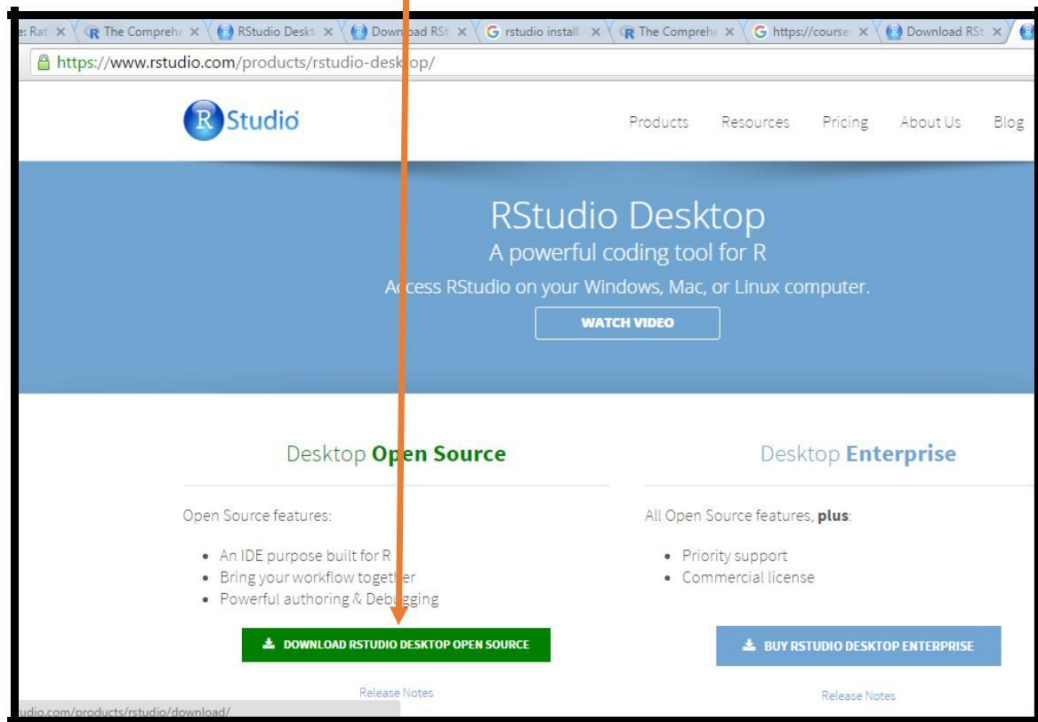 e: Rat The Comprehe RStudio Deskt Download RSt rstudio install The Comprehe https://course Download RSt
https://www.rstudio.com/products/rstudio-desktop/
R Studio
Products Resources Pricing About Us Blog
RStudio Desktop
A powerful coding tool for R
Access RStudio on your Windows, Mac, or Linux computer.
WATCH VIDEO
Desktop Open Source
Desktop Enterprise
Open Source features:
All Open Source features, plus:
• An IDE purpose built for R
• Bring your workflow together
• Powerful authoring & Debugging
• Priority support
• Commercial license
DOWNLOAD RSTUDIO DESKTOP OPEN SOURCE
BUY RSTUDIO DESKTOP ENTERPRISE
Release Notes
Release Notes
udio.com/products/rstudio/download/